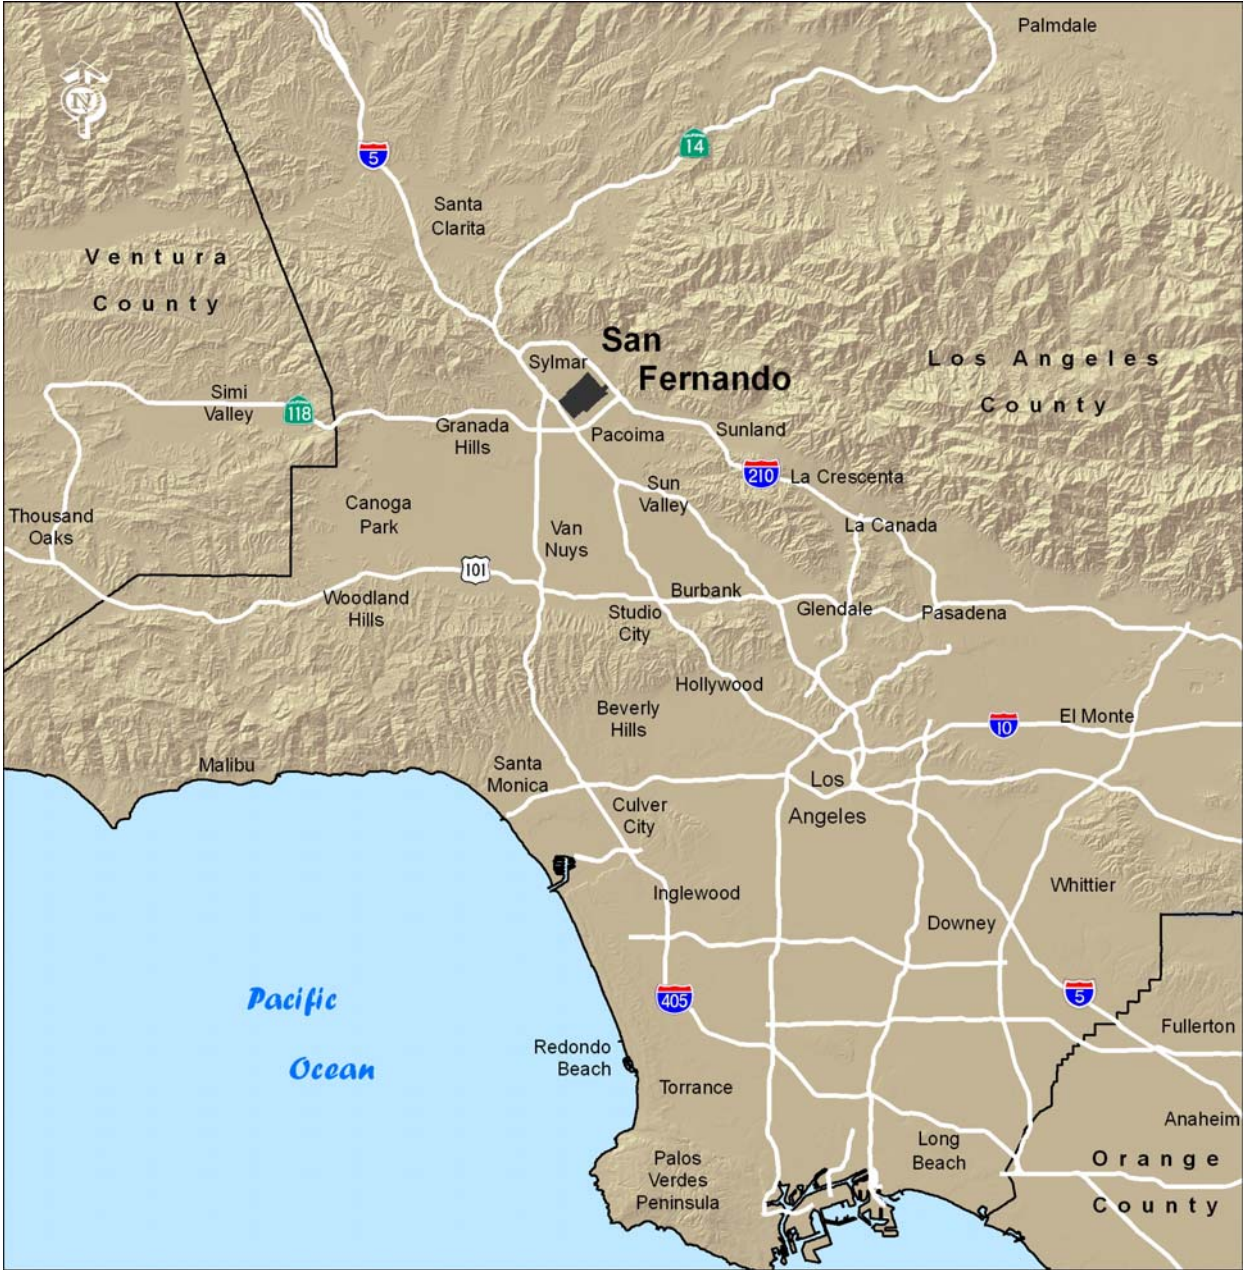 Palmdale
N
14
5
Santa
Clarita
Ventura
County
San
Fernando
Sylmar
Los Angeles
County
Simi
Valley
118
Granada
Hills
Pacoima
Sunland
210
La Crescenta
Sun
Valley
Canoga
Park
Thousand
Oaks
Van
Nuys
La Canada
101
Woodland
Hills
Burbank
Studio
City
Glendale
Pasadena
Hollywood
Beverly
Hills
10
El Monte
Malibu
Santa
Monica
Los
Angeles
Culver
City
Inglewood
Whittier
Downey
405
5
Pacific
Ocean
Fullerton
Redondo
Beach
Torrance
Anaheim
Long
Beach
Palos
Verdes
Peninsula
Orange
County